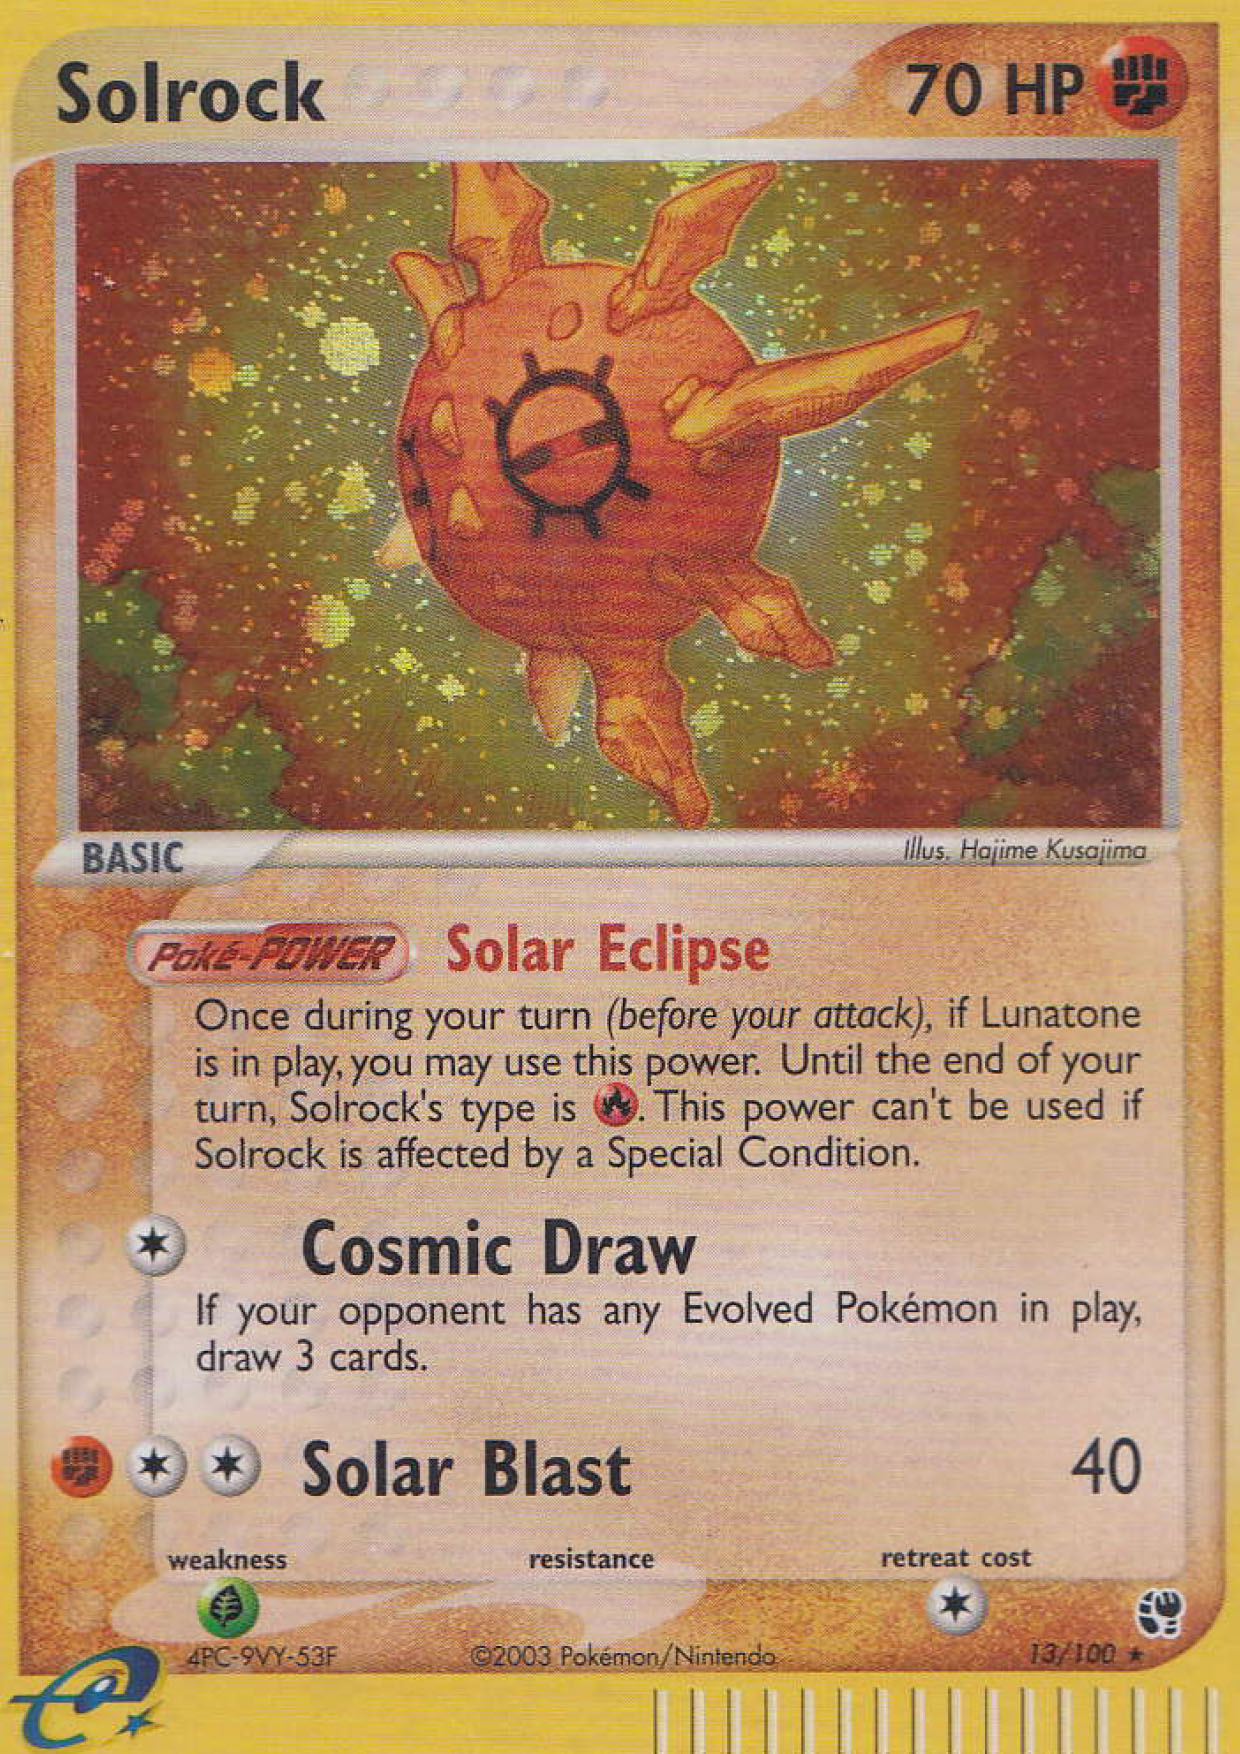 Solrock 70 HP
BASIC Illus. Hajime Kusajima
Poké-POWER Solar Eclipse
Once during your turn (before your attack), if Lunatone
is in play, you may use this power. Until the end of your
turn, Solrock's type is . This power can't be used if
Solrock is affected by a Special Condition.
Cosmic Draw
If your opponent has any Evolved Pokémon in play,
draw 3 cards.
Solar Blast 40
weakness resistance retreat cost
4PC-9VY-53F ©2003 Pokémon/Nintendo 13/100 ★